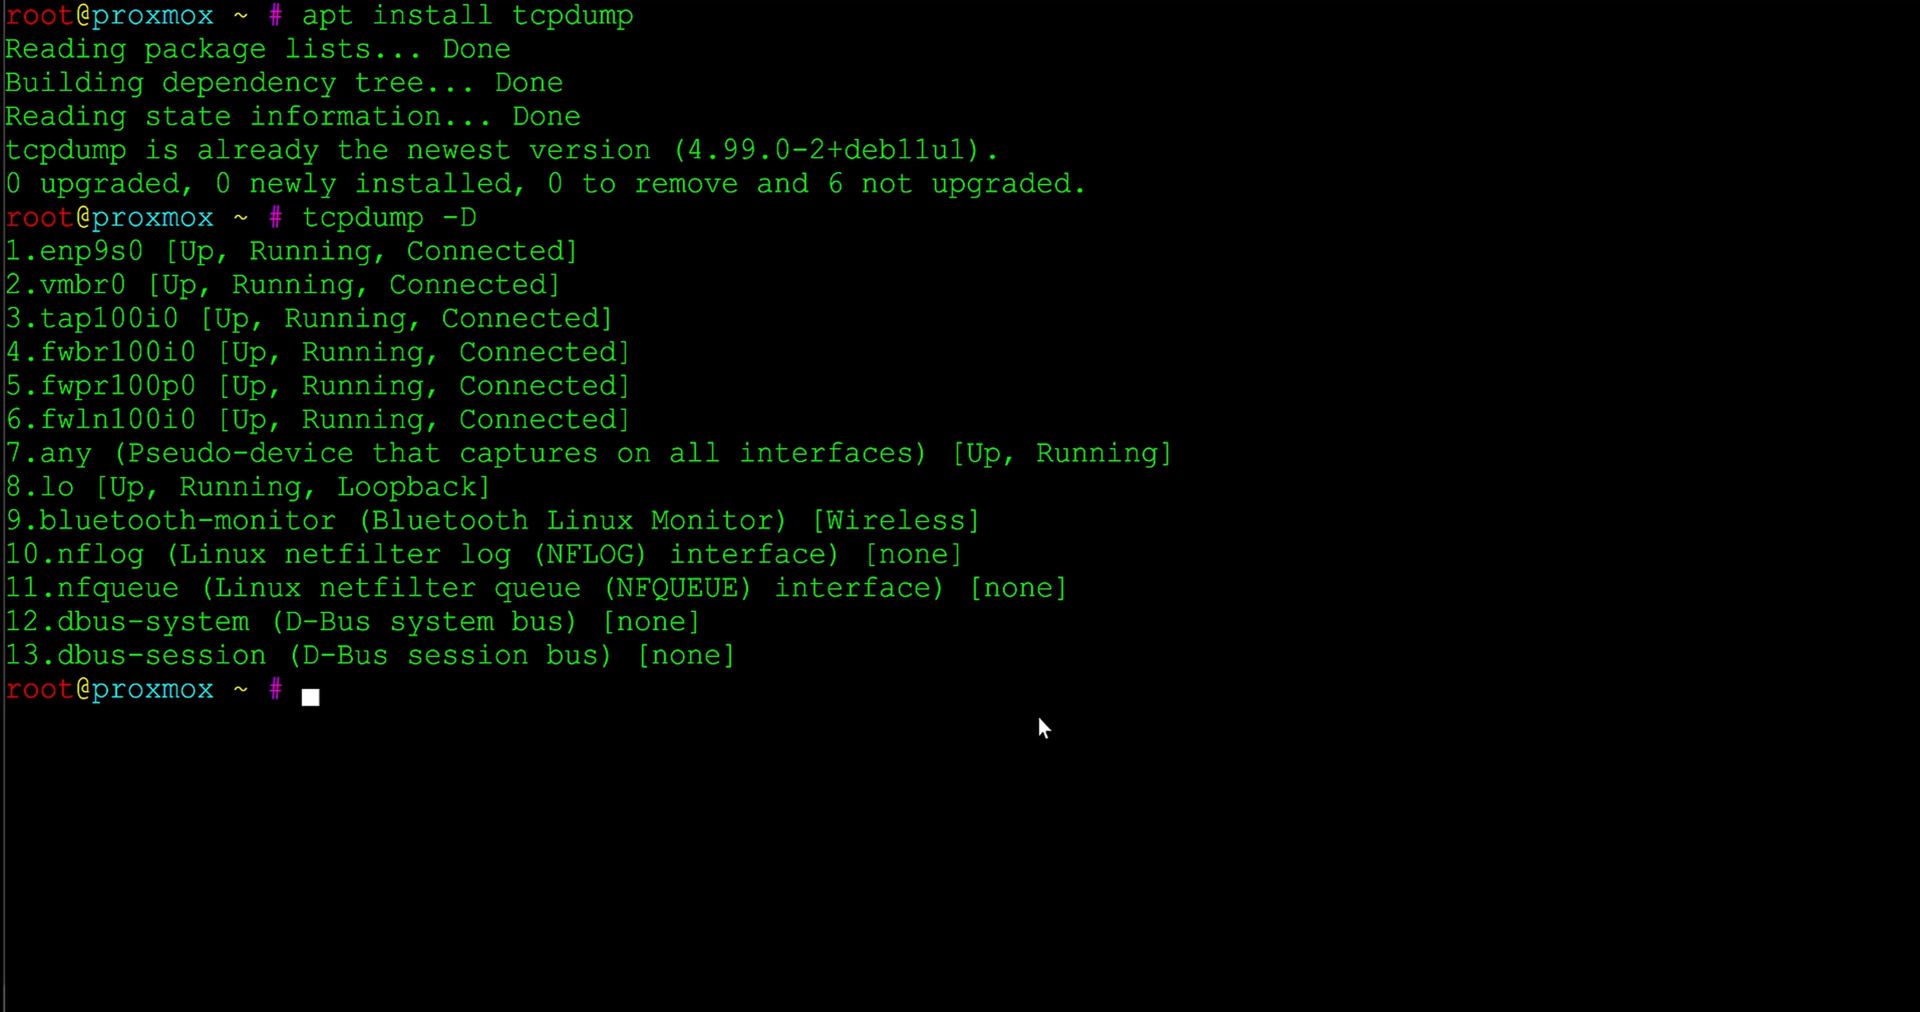 root@proxmox ~ # apt install tcpdump
Reading package lists... Done
Building dependency tree... Done
Reading state information... Done
tcpdump is already the newest version (4.99.0-2+deb11u1).
0 upgraded, 0 newly installed, 0 to remove and 6 not upgraded.
root@proxmox ~ # tcpdump -D
1.enp9s0 [Up, Running, Connected]
2.vmbr0 [Up, Running, Connected]
3.tap100i0 [Up, Running, Connected]
4.fwbr100i0 [Up, Running, Connected]
5.fwpr100p0 [Up, Running, Connected]
6.fwln100i0 [Up, Running, Connected]
7.any (Pseudo-device that captures on all interfaces) [Up, Running]
8.lo [Up, Running, Loopback]
9.bluetooth-monitor (Bluetooth Linux Monitor) [Wireless]
10.nflog (Linux netfilter log (NFLOG) interface) [none]
11.nfqueue (Linux netfilter queue (NFQUEUE) interface) [none]
12.dbus-system (D-Bus system bus) [none]
13.dbus-session (D-Bus session bus) [none]
root@proxmox ~ #